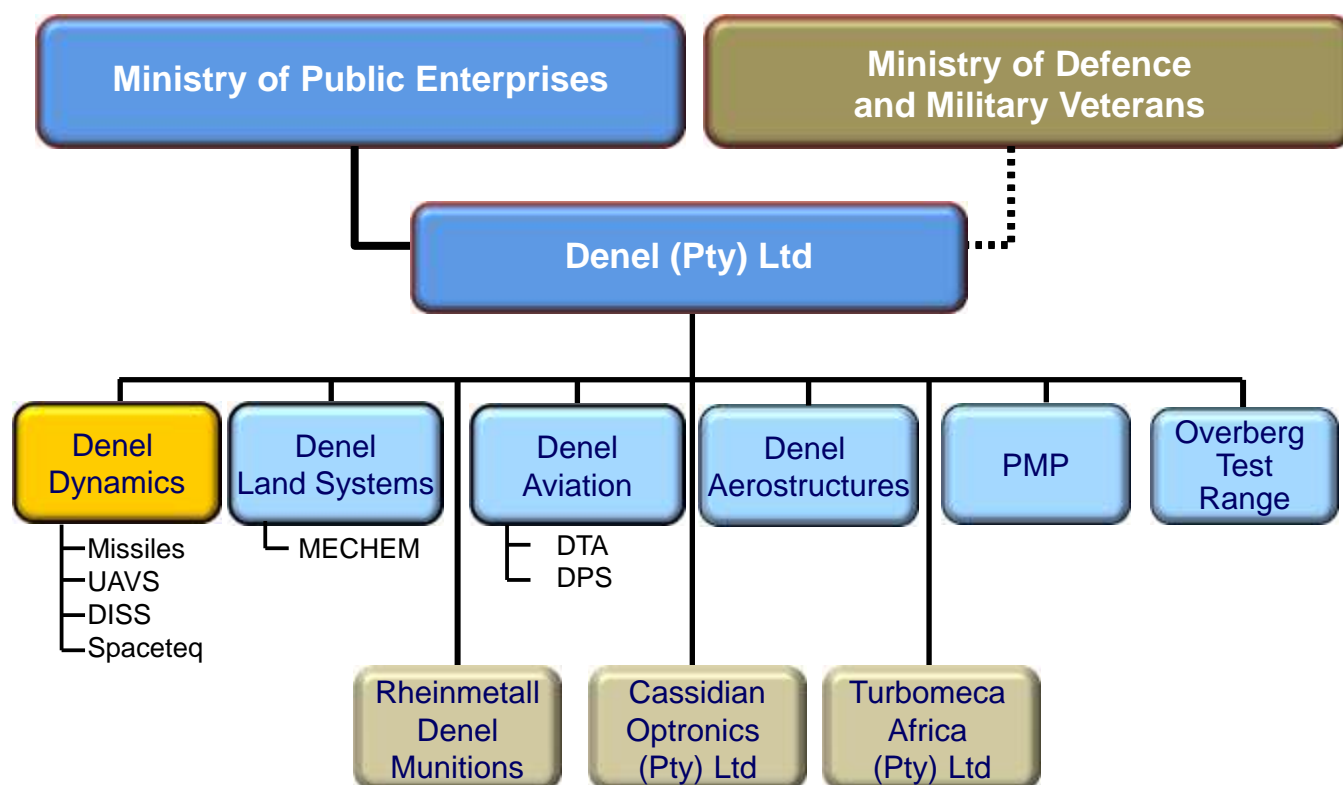 Ministry of Public Enterprises
Ministry of Defence
and Military Veterans
Denel (Pty) Ltd
Denel
Dynamics
Denel
Land Systems
Denel
Aviation
Denel
Aerostructures
PMP
Overberg
Test
Range
Missiles
UAVS
DISS
Spaceteq
MECHEM
DTA
DPS
Rheinmetall
Denel
Munitions
Cassidian
Optronics
(Pty) Ltd
Turbomeca
Africa
(Pty) Ltd